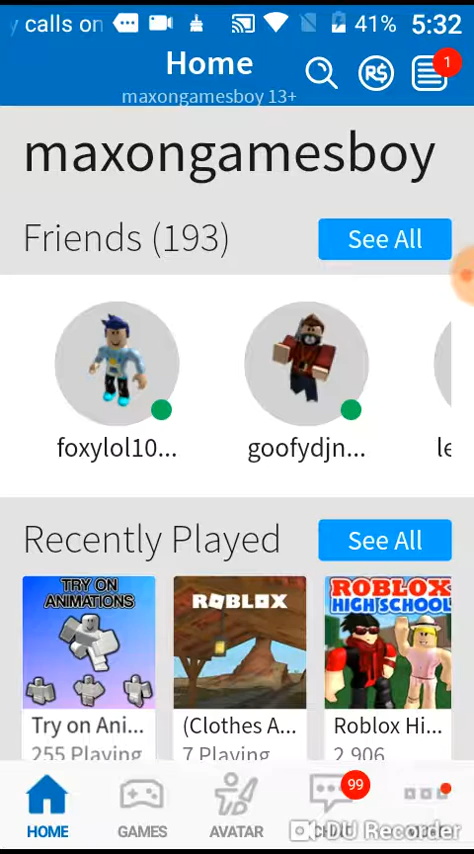 calls on 41% 5:32
Home
R$ 1
maxongamesboy 13+
maxongamesboy
Friends (193) See All
foxylol10... goofydjn... le
Recently Played See All
TRY ON ANIMATIONS ROBLOX ROBLOX HIGH SCHOOL
Try on Ani... (Clothes A... Roblox Hi...
255 Playing 7 Playing 2,906
99
HOME GAMES AVATAR DU Recorder